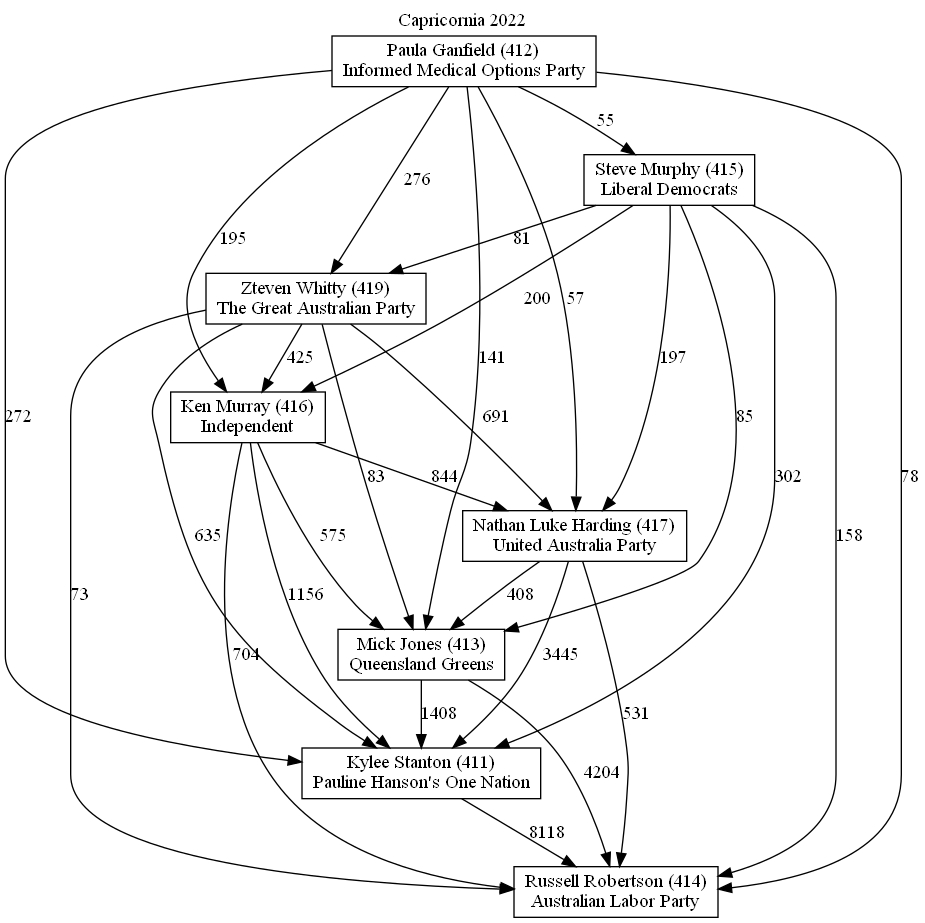 Capricornia 2022
Paula Ganfield (412)
Informed Medical Options Party
55
Steve Murphy (415)
Liberal Democrats
276
195
81
Zteven Whitty (419)
The Great Australian Party
200
57
425
141
197
272
Ken Murray (416)
Independent
691
85
844
83
302
78
Nathan Luke Harding (417)
United Australia Party
635
575
158
73
1156
408
Mick Jones (413)
Queensland Greens
704
3445
1408
531
Kylee Stanton (411)
Pauline Hanson's One Nation
4204
8118
Russell Robertson (414)
Australian Labor Party